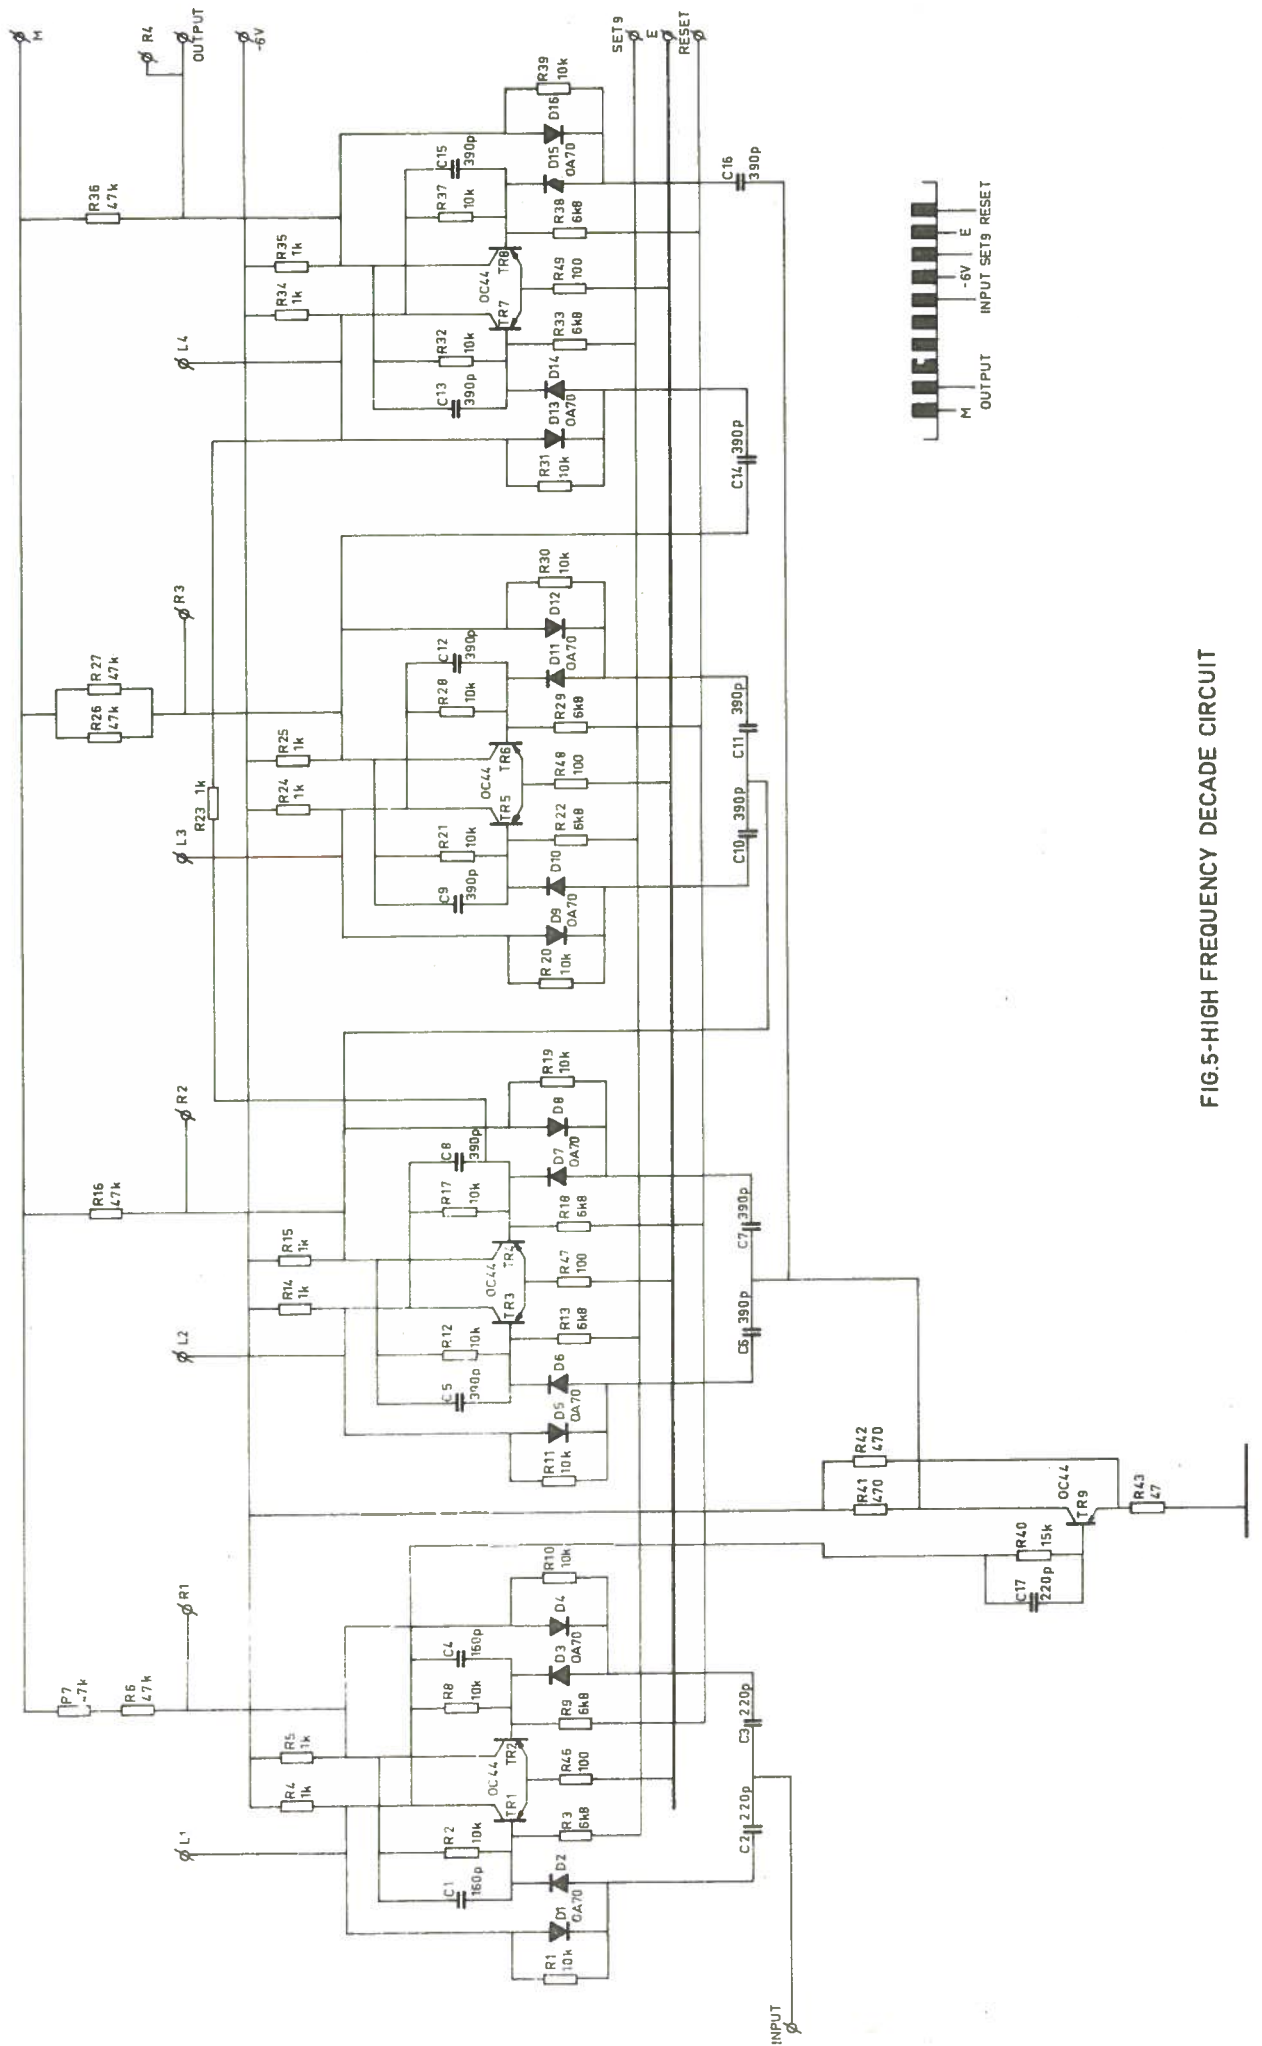 M
R4
OUTPUT
-6V
SET9
E
RESET
R36
47k
R35
1k
R34
1k
L4
C15
390p
R37
10k
OC44
TR7
TR8
R32
10k
C13
390p
D16
D15
OA70
R39
10k
R38
6k8
R49
100
R33
6k8
D14
D13
OA70
R31
10k
C16
390p
C14
390p
R3
R27
47k
R26
47k
R23
1k
L3
R25
1k
R24
1k
C12
390p
R28
10k
OC44
TR5
TR6
R21
10k
C9
390p
R30
10k
D12
D11
OA70
R29
6k8
R48
100
R22
6k8
D10
D9
OA70
R20
10k
C11
390p
C10
390p
R2
R16
47k
L2
R15
1k
R14
1k
C8
390p
R17
10k
OC44
TR3
R12
10k
C5
390p
R19
10k
D8
D7
OA70
R18
6k8
R47
100
R13
6k8
D6
D5
OA70
R11
10k
C7
390p
C6
390p
R1
R6
47k
L1
R5
1k
R4
1k
C4
160p
R8
10k
OC44
TR1
TR2
R2
10k
C1
160p
R10
10k
D4
D3
OA70
R9
6k8
R46
100
R3
6k8
D2
D1
OA70
R1
10k
C3
220p
C2
220p
INPUT
R42
470
R41
470
OC44
TR9
R40
15k
C17
220p
R43
47
M
OUTPUT
INPUT
-6V
SET9
E
RESET
FIG.5-HIGH FREQUENCY DECADE CIRCUIT